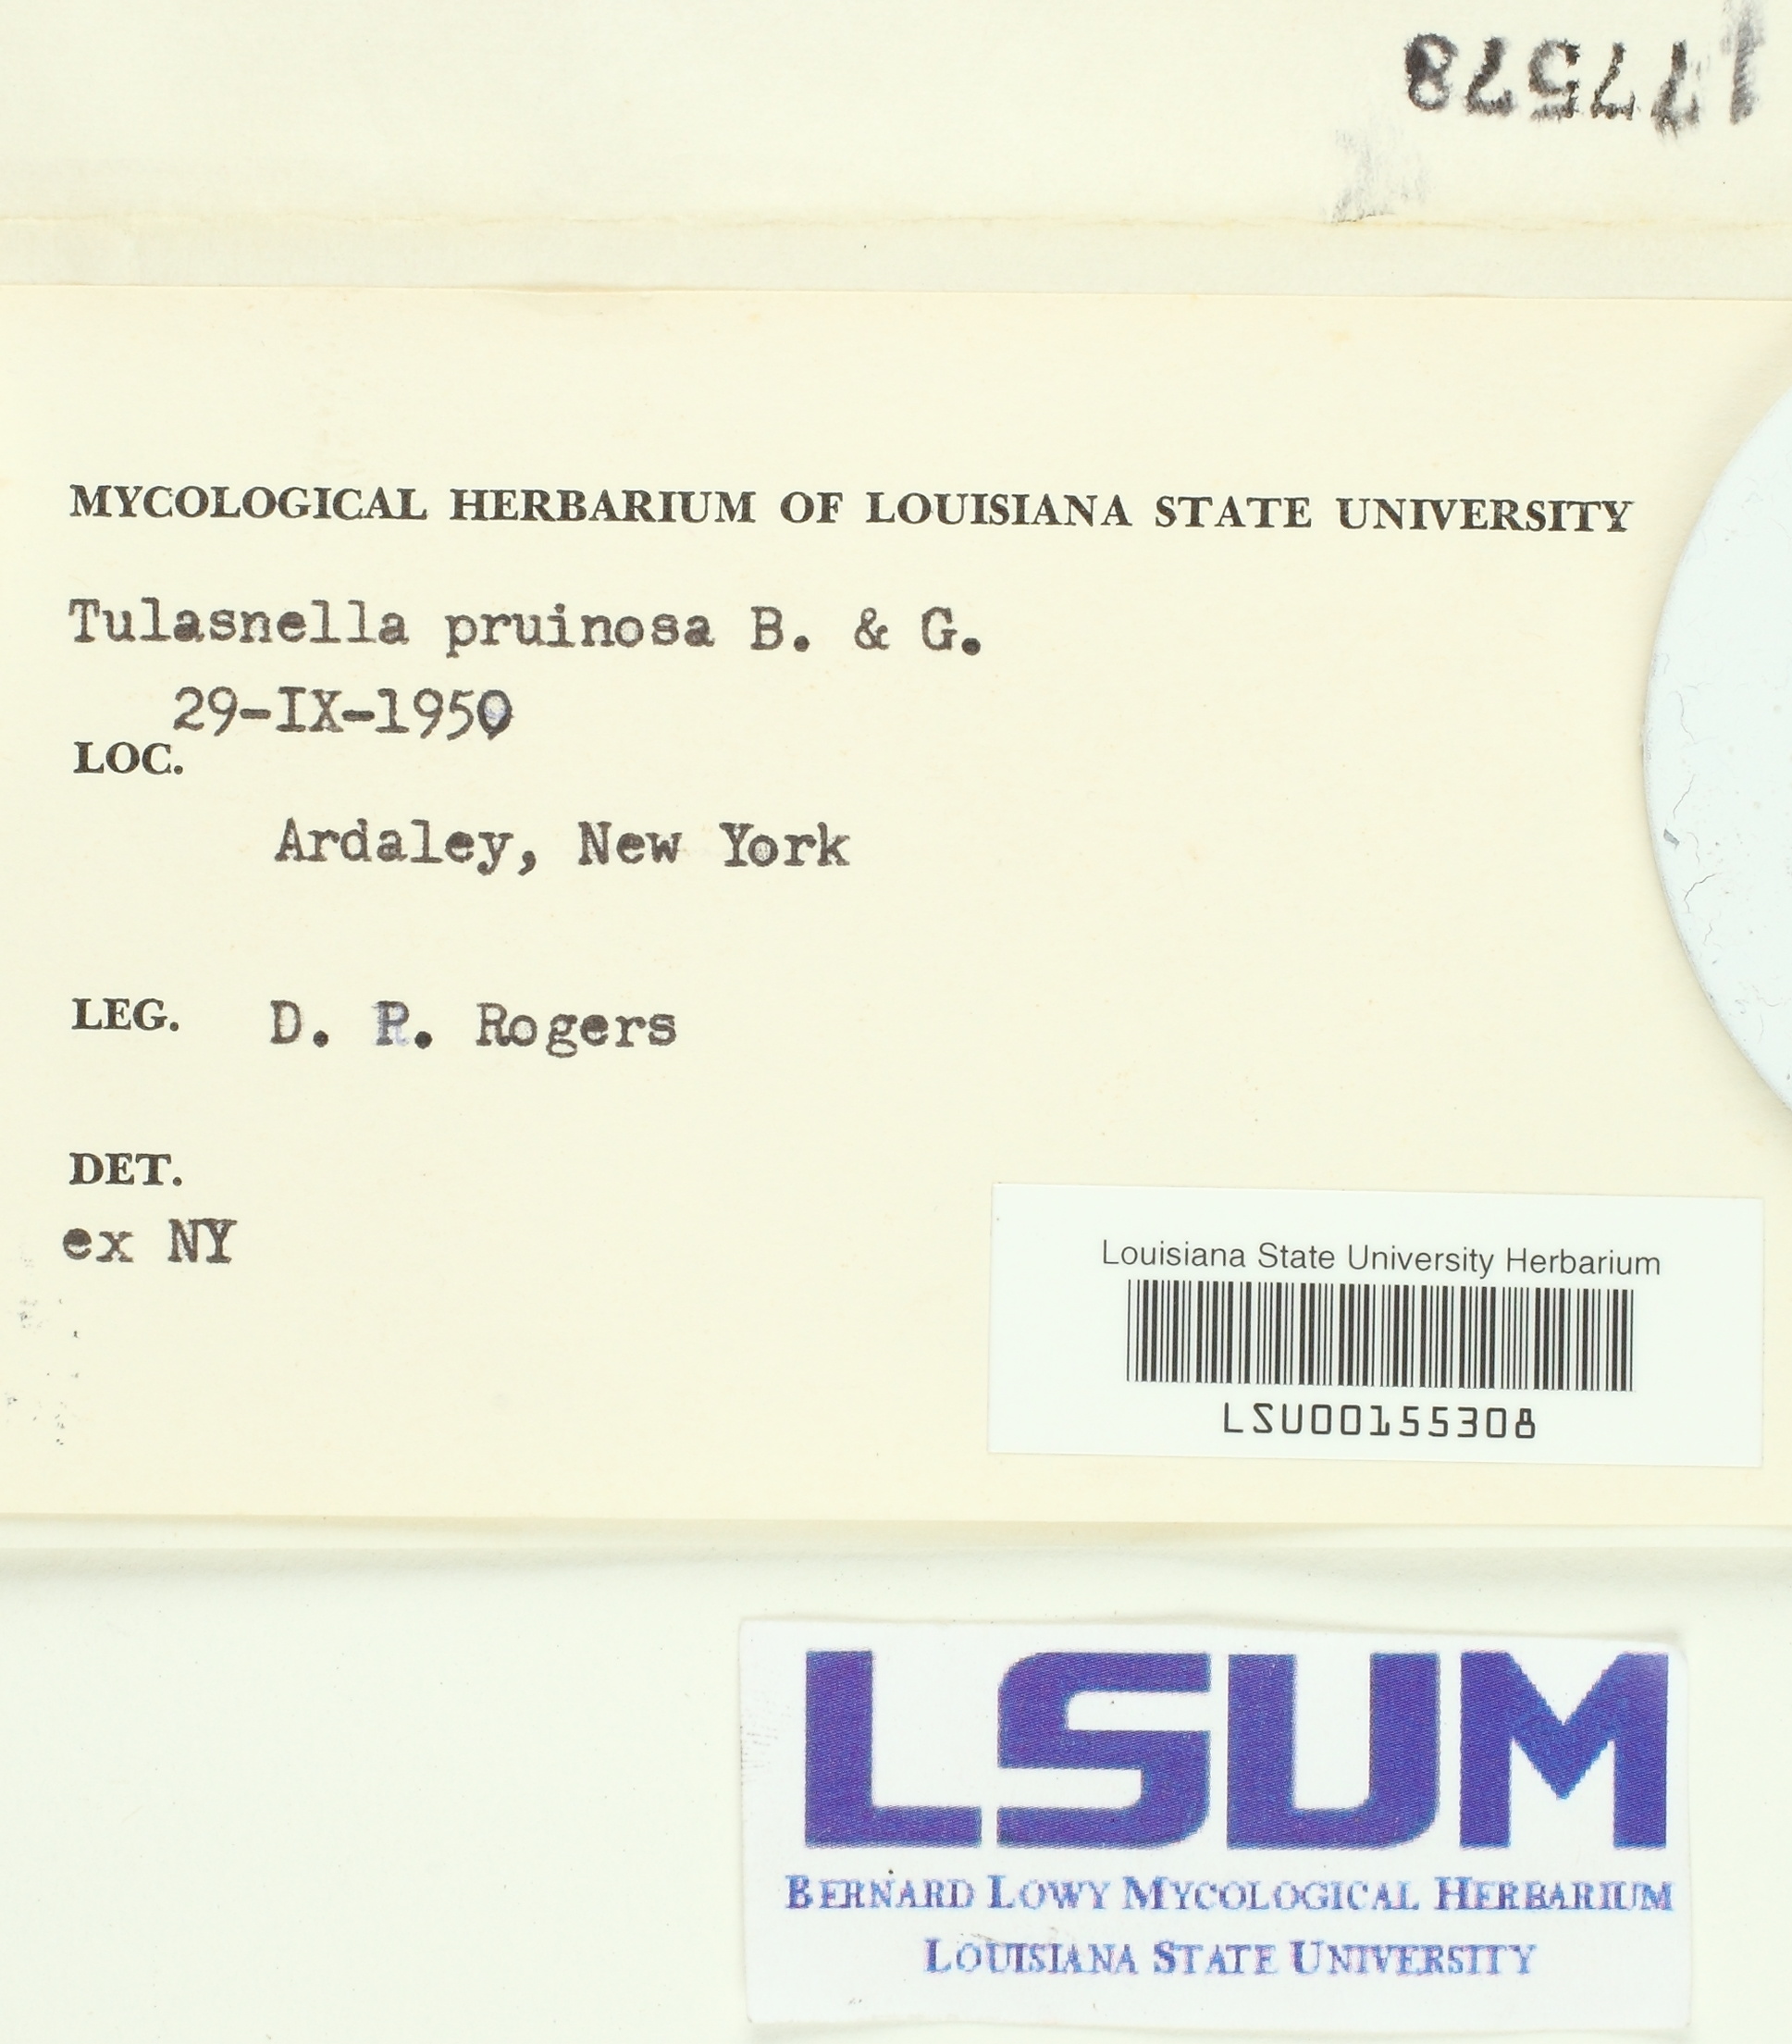 177578
MYCOLOGICAL HERBARIUM OF LOUISIANA STATE UNIVERSITY
Tulasnella pruinosa B. & G.
29-IX-1950
LOC.
Ardaley, New York
LEG. D. P. Rogers
DET.
ex NY
Louisiana State University Herbarium
LSU00155308
LSUM
BERNARD LOWY MYCOLOGICAL HERBARIUM
LOUISIANA STATE UNIVERSITY